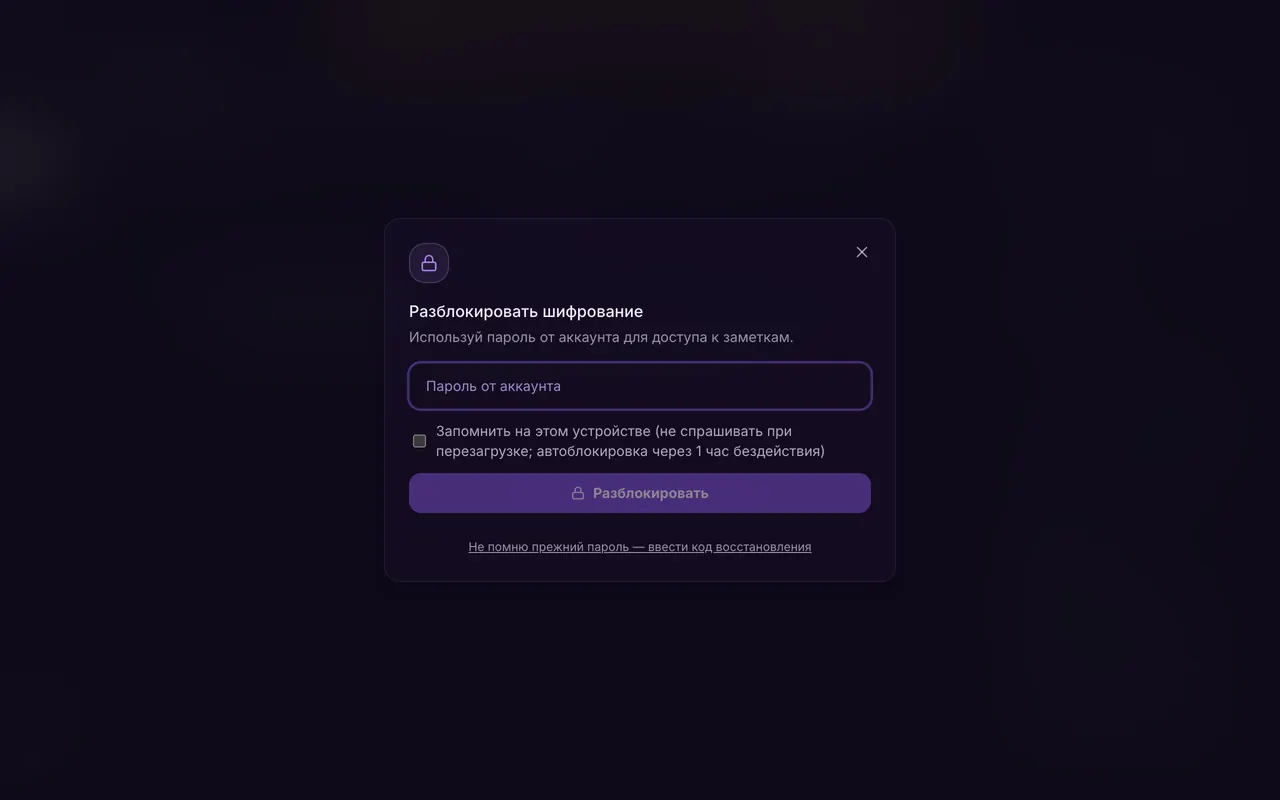 Разблокировать шифрование
Используй пароль от аккаунта для доступа к заметкам.
Пароль от аккаунта
Запомнить на этом устройстве (не спрашивать при
перезагрузке; автоблокировка через 1 час бездействия)
Разблокировать
Не помню прежний пароль — ввести код восстановления